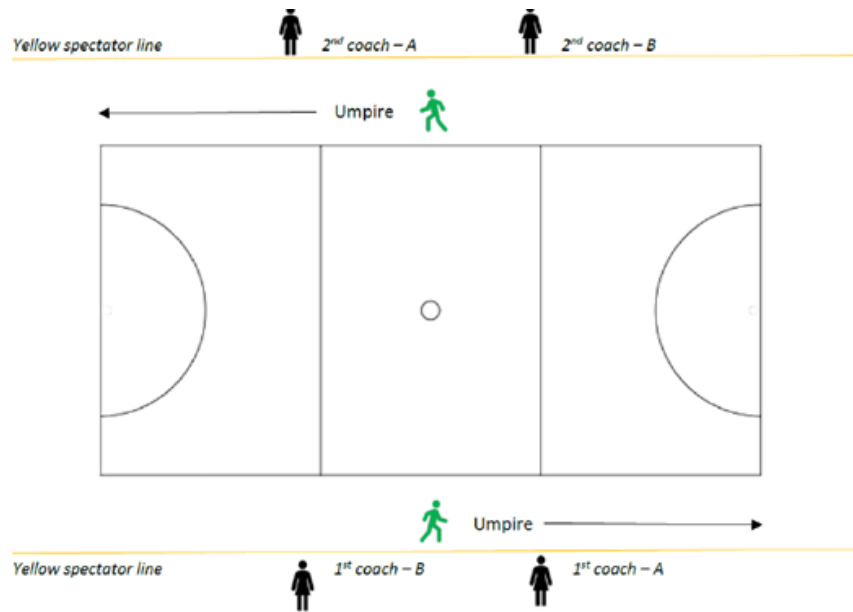 Yellow spectator line
2nd coach – A
2nd coach – B
Umpire
Umpire
Yellow spectator line
1st coach – B
1st coach – A